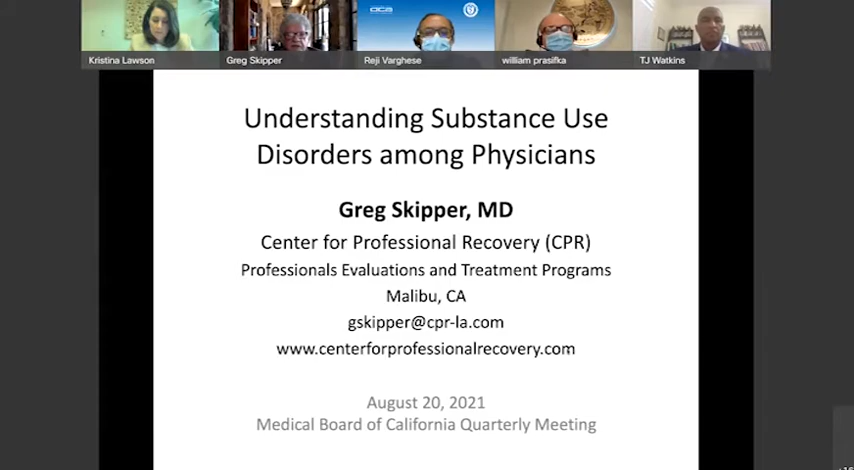 dca
Kristina Lawson
Greg Skipper
Reji Varghese
william prasifka
TJ Watkins
Understanding Substance Use
Disorders among Physicians
Greg Skipper, MD
Center for Professional Recovery (CPR)
Professionals Evaluations and Treatment Programs
Malibu, CA
gskipper@cpr-la.com
www.centerforprofessionalrecovery.com
August 20, 2021
Medical Board of California Quarterly Meeting